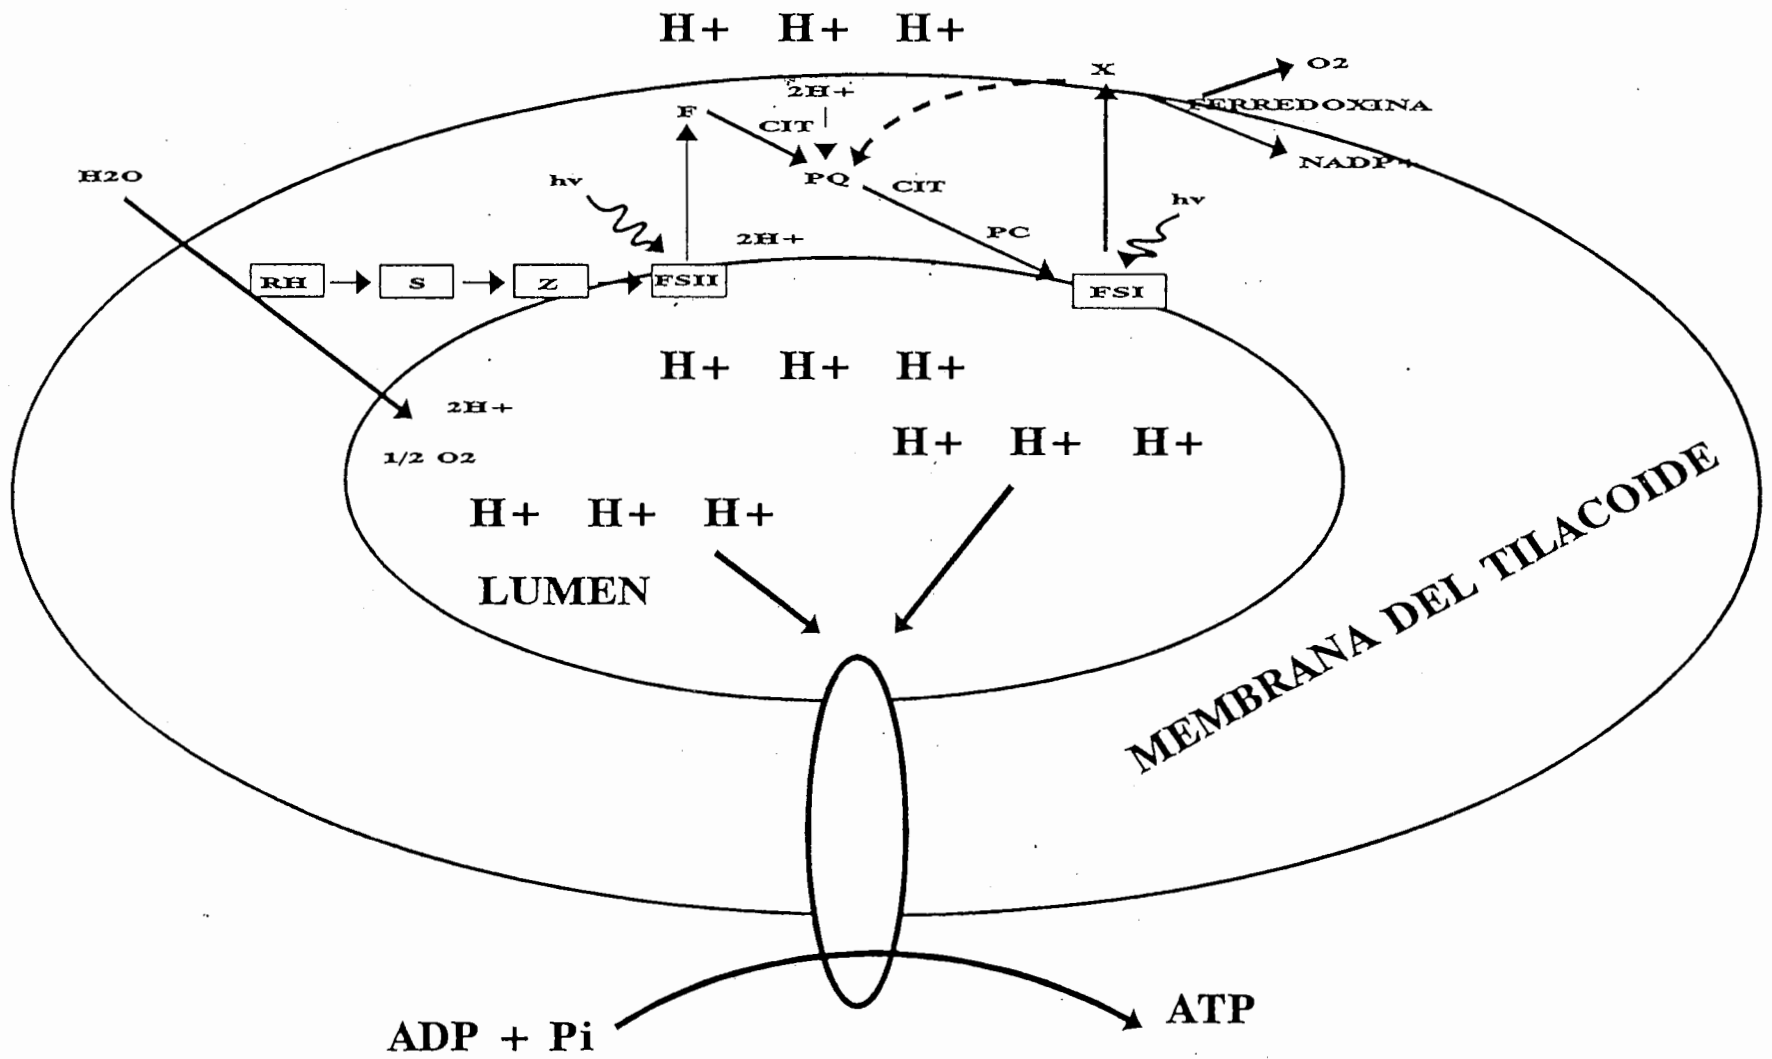 H+ H+ H+
X
O2
2H+
F
FERREDOXINA
CIT
NADP+
H2O
hv
PQ
CIT
hv
PC
2H+
RH
S
Z
FSII
FSI
H+ H+ H+
2H+
H+ H+ H+
1/2 O2
H+ H+ H+
LUMEN
MEMBRANA DEL TILACOIDE
ADP + Pi
ATP